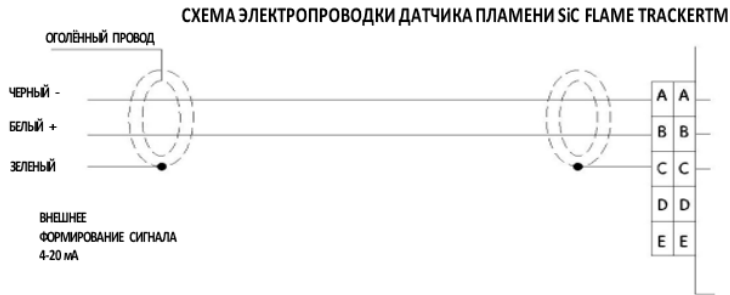 СХЕМА ЭЛЕКТРОПРОВОДКИ ДАТЧИКА ПЛАМЕНИ SiC FLAME TRACKERTM
ОГОЛЁННЫЙ ПРОВОД
ЧЕРНЫЙ -
A A
БЕЛЫЙ +
B B
ЗЕЛЕНЫЙ
C C
D D
E E
ВНЕШНЕЕ
ФОРМИРОВАНИЕ СИГНАЛА
4-20 мА